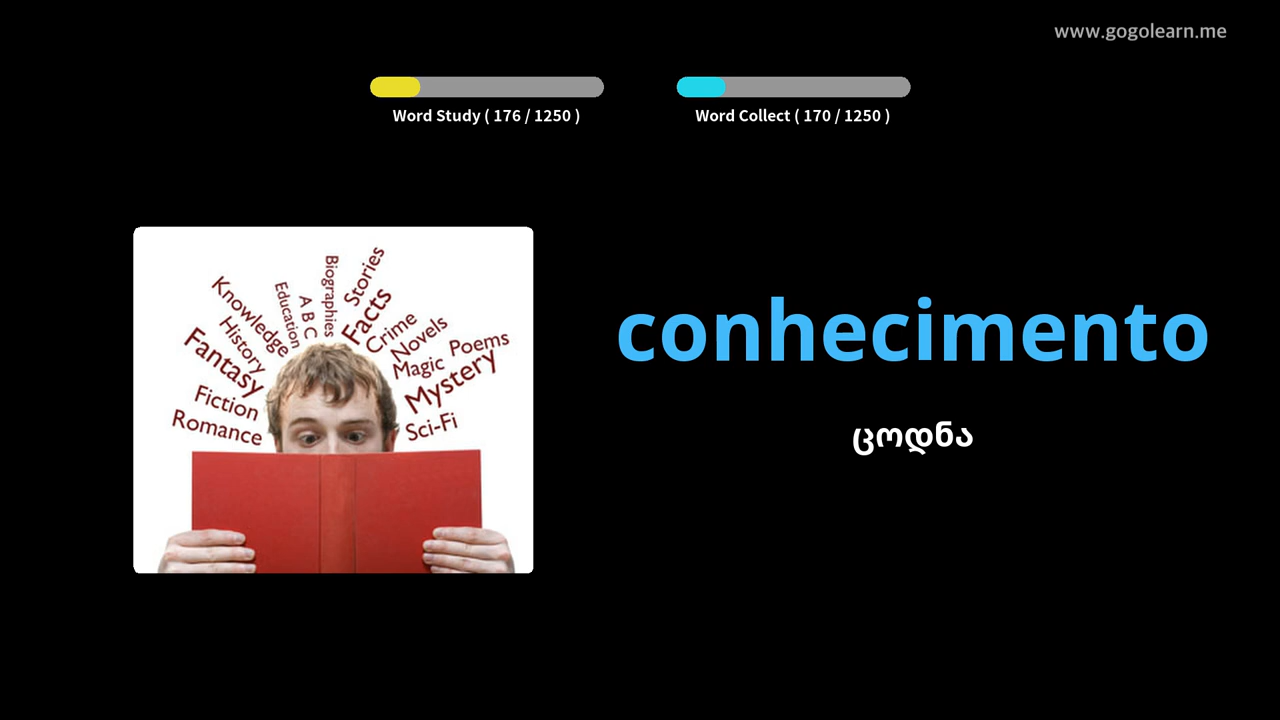 www.gogolearn.me
Word Study ( 176 / 1250 )
Word Collect ( 170 / 1250 )
Knowledge
Education
A B C
Biographies
Stories
Facts
Crime
Novels
Poems
History
Fantasy
Magic
Mystery
Fiction
Romance
Sci-Fi
conhecimento
ცოდნა